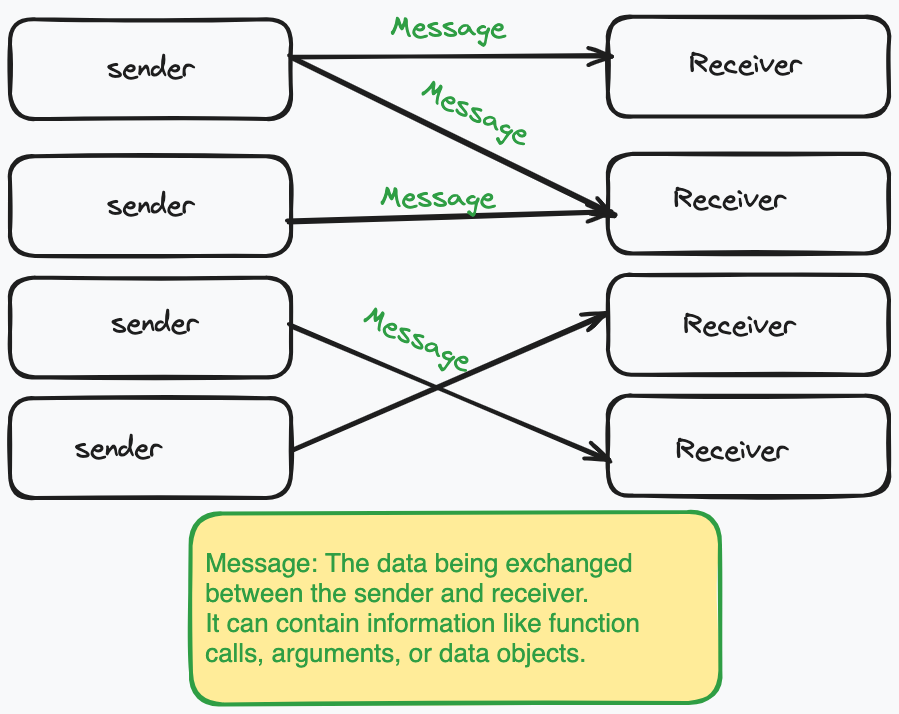 Message
sender
Receiver
Message
sender
Message
Receiver
sender
Message
Receiver
sender
Receiver
Message: The data being exchanged
between the sender and receiver.
It can contain information like function
calls, arguments, or data objects.